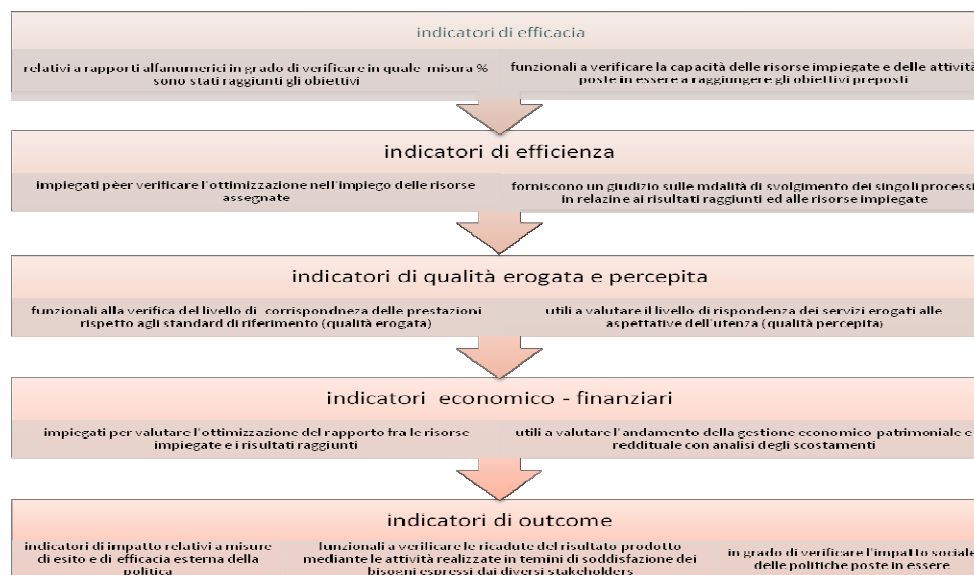 indicatori di efficacia
relativi a rapporti alfanumerici in grado di verificare in quale misura %
sono stati raggiunti gli obiettivi
funzionali a verificare la capacità delle risorse impiegate e delle attività
poste in essere a raggiungere gli obiettivi preposti
indicatori di efficienza
impiegati pèer verificare l'ottimizzazione nell'impiego delle risorse
assegnate
forniscono un giudizio sulle mdalità di svolgimento dei singoli processi
in relazine ai risultati raggiunti ed alle risorse impiegate
indicatori di qualità erogata e percepita
funzionali alla verifica del livello di corrispondneza delle prestazioni
rispetto agli standard di riferimento (qualità erogata)
utili a valutare il livello di rispondenza dei servizi erogati alle
aspettative dell'utenza (qualità percepita)
indicatori economico - finanziari
impiegati per valutare l'ottimizzazione del rapporto fra le risorse
impiegate e i risultati raggiunti
utili a valutare l'andamento della gestione economico-patrimoniale e
reddituale con analisi degli scostamenti
indicatori di outcome
indicatori di impatto relativi a misure
di esito e di efficacia esterna della
politica
funzionali a verificare le ricadute del risultato prodotto
mediante le attività realizzate in temini di soddisfazione dei
bisogni espressi dai diversi stakeholders
in grado di verificare l'impatto sociale
delle politiche poste in essere